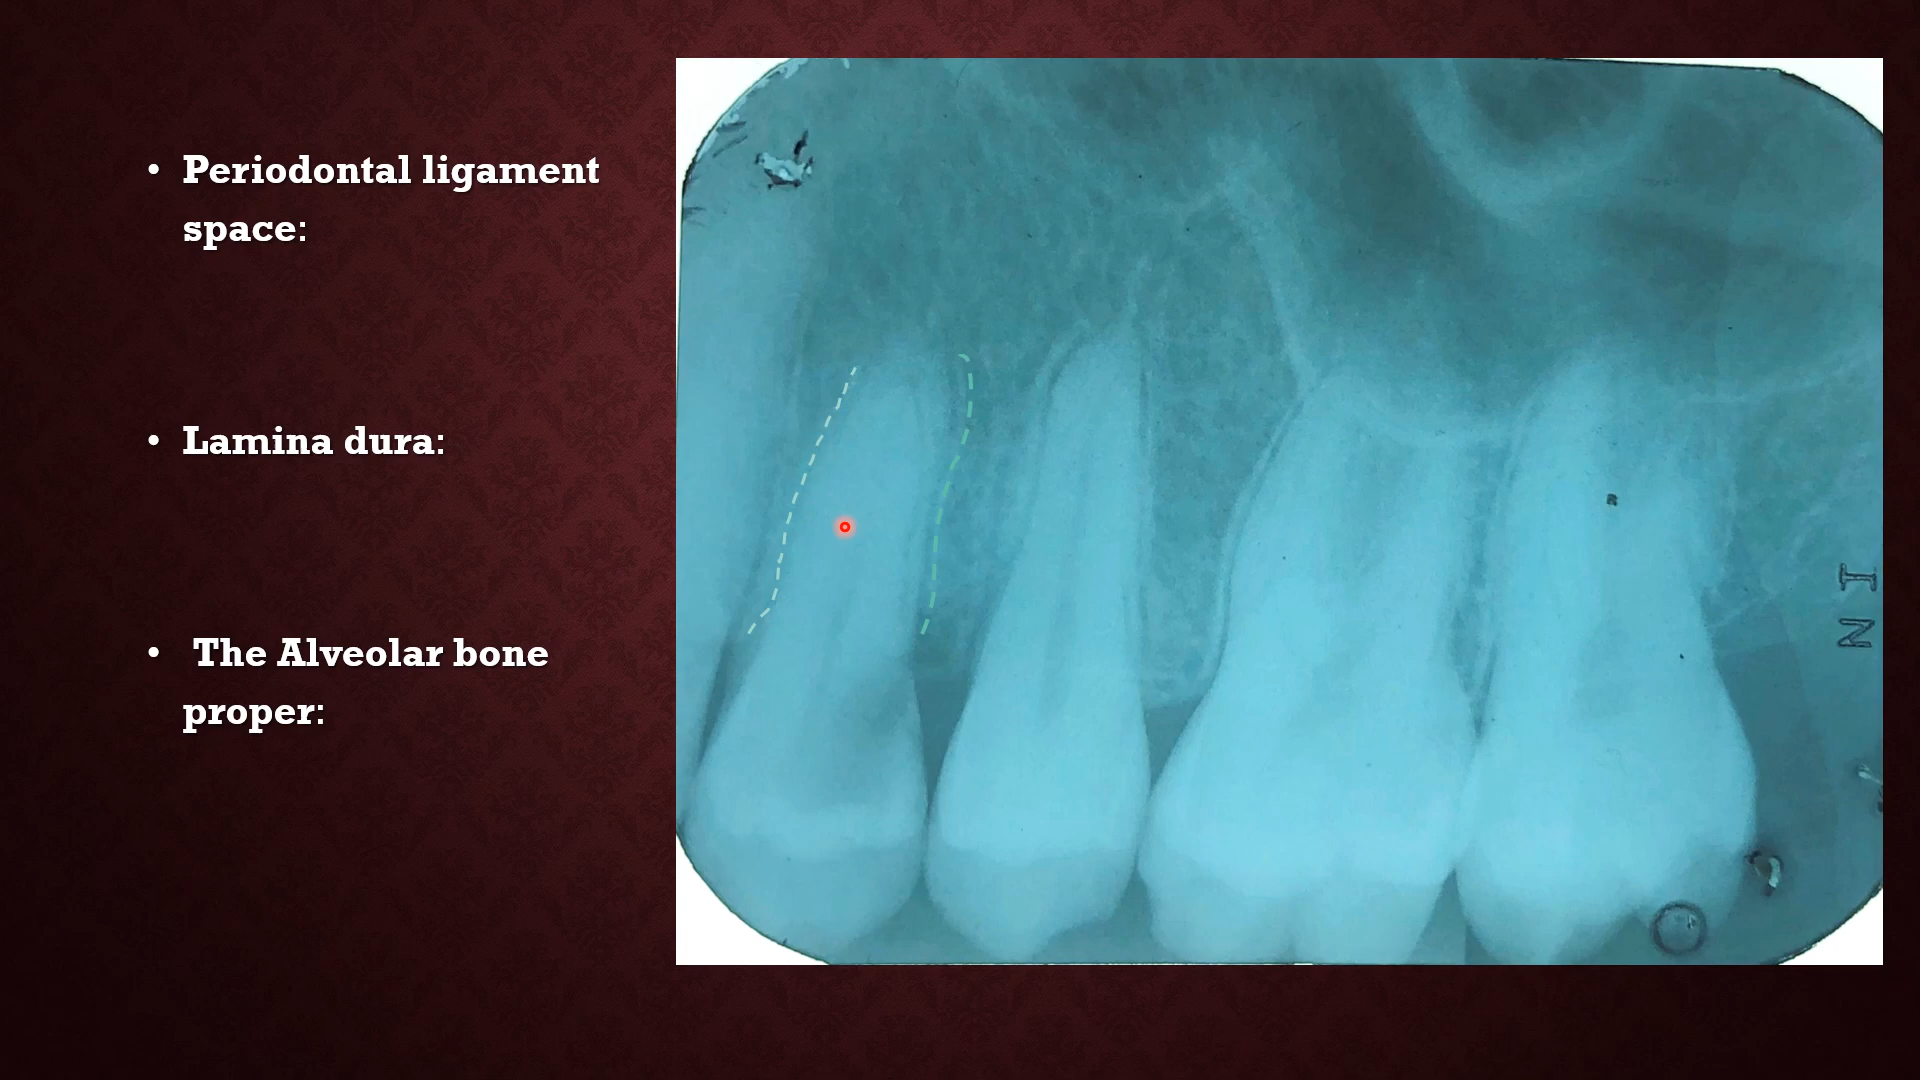 • Periodontal ligament
space:
• Lamina dura:
• The Alveolar bone
proper:
I N